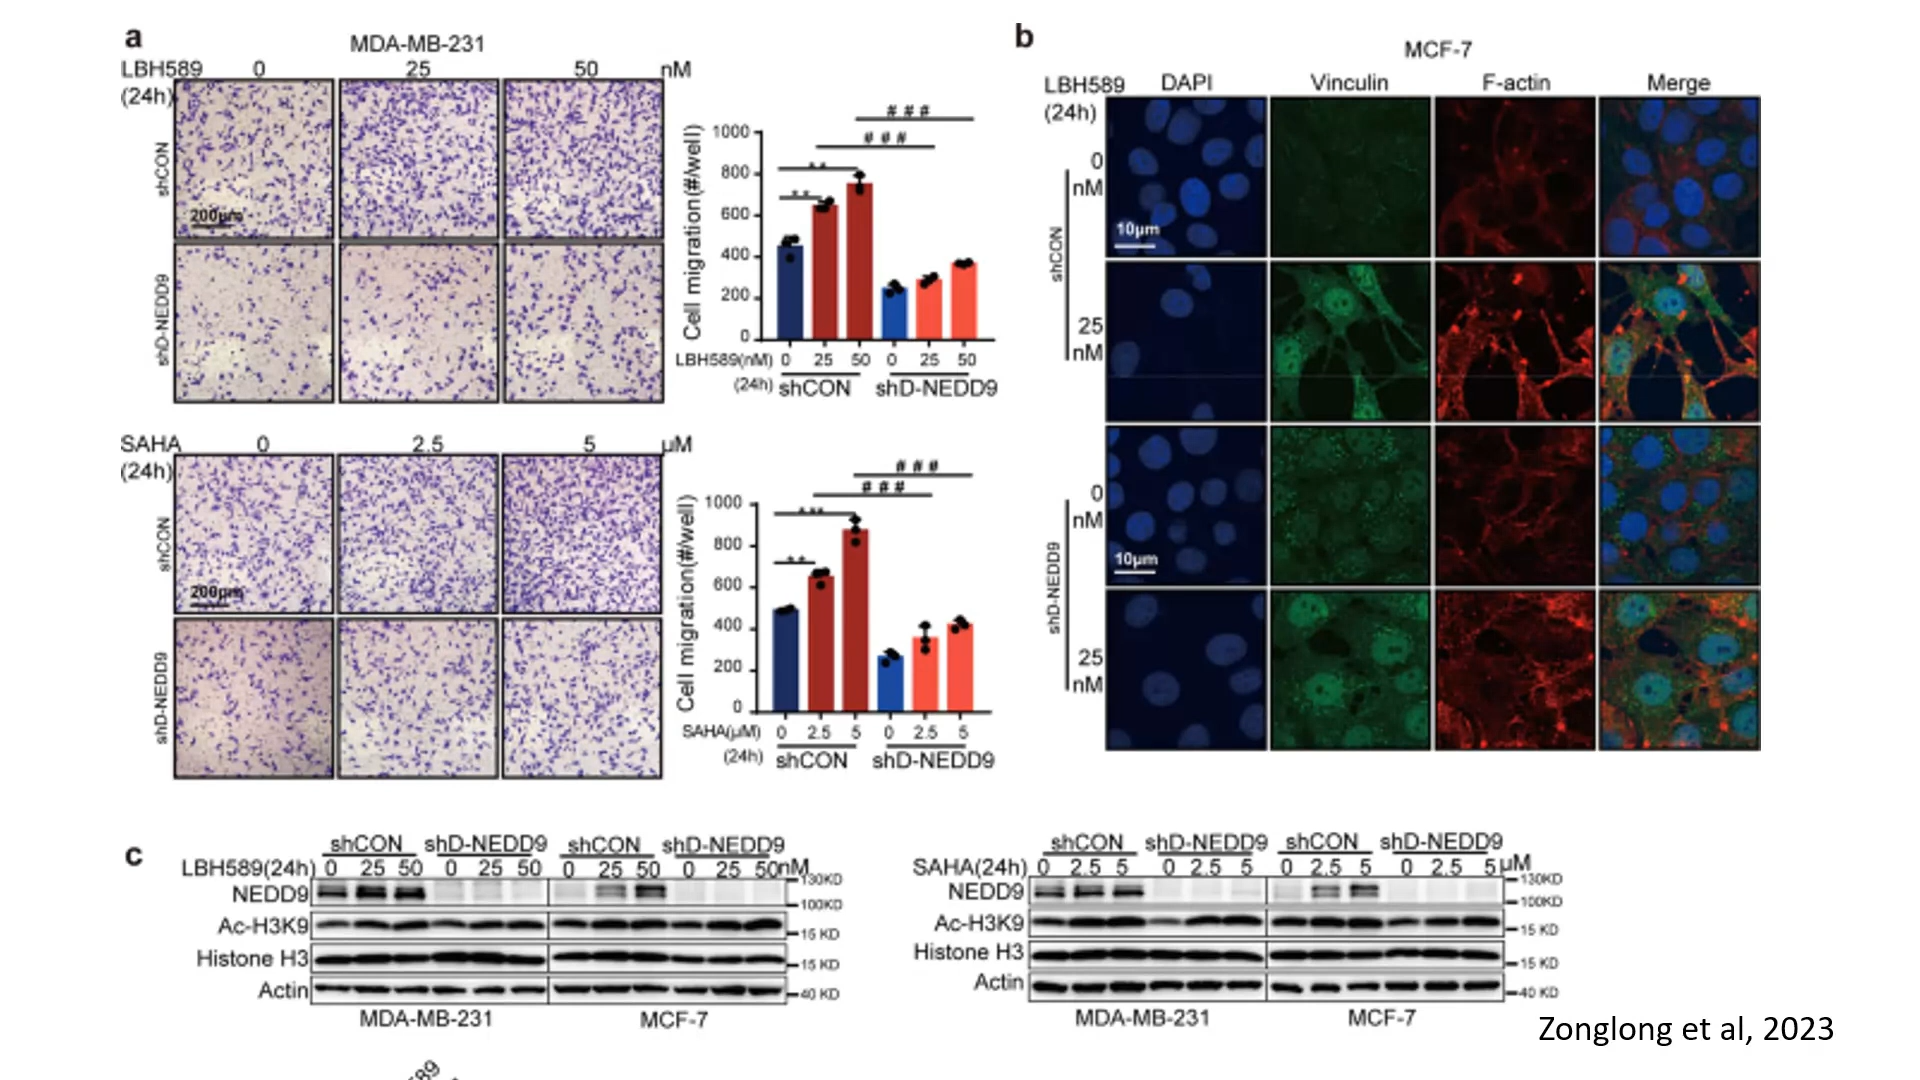 a
MDA-MB-231
LBH589 0 25 50 nM
(24h)
shCON
200µm
shD-NEDD9
Cell migration(#/well)
1000
800
600
400
200
0
###
###
**
**
LBH589(nM) 0 25 50 0 25 50
(24h) shCON shD-NEDD9
SAHA 0 2.5 5 µM
(24h)
shCON
200µm
shD-NEDD9
Cell migration(#/well)
1000
800
600
400
200
0
###
###
***
**
SAHA(µM) 0 2.5 5 0 2.5 5
(24h) shCON shD-NEDD9
b
MCF-7
LBH589 DAPI Vinculin F-actin Merge
(24h)
shCON
0
nM
10µm
25
nM
shD-NEDD9
0
nM
10µm
25
nM
c
shCON shD-NEDD9 shCON shD-NEDD9
LBH589(24h) 0 25 50 0 25 50 0 25 50 0 25 50nM
NEDD9 130KD
100KD
Ac-H3K9 15 KD
Histone H3 15 KD
Actin 40 KD
MDA-MB-231 MCF-7
shCON shD-NEDD9 shCON shD-NEDD9
SAHA(24h) 0 2.5 5 0 2.5 5 0 2.5 5 0 2.5 5 µM
NEDD9 130KD
100KD
Ac-H3K9 15 KD
Histone H3 15 KD
Actin 40 KD
MDA-MB-231 MCF-7
Zonglong et al, 2023